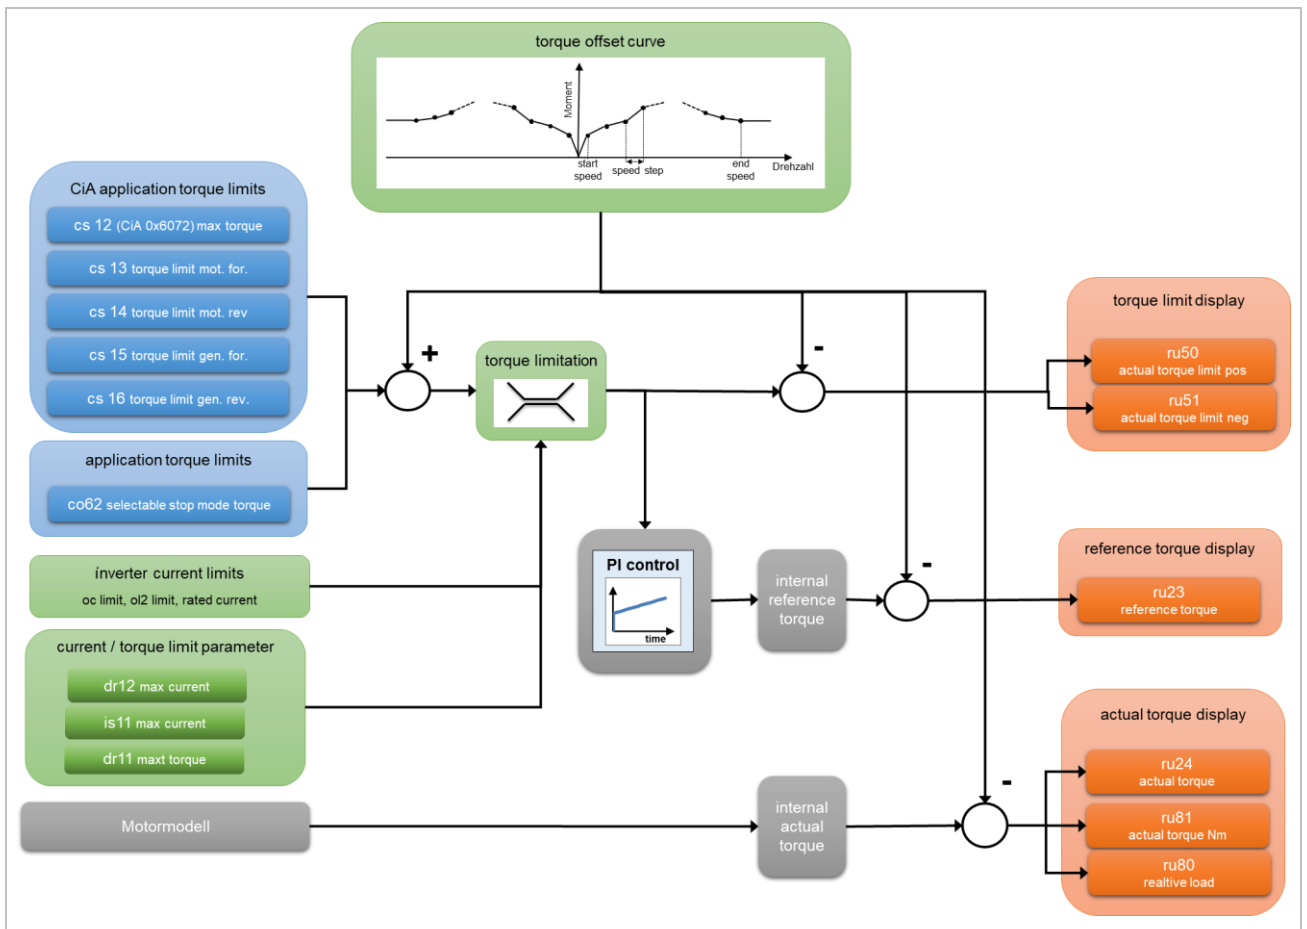 torque offset curve
Moment
start
speed
speed step
end
speed
Drehzahl
CiA application torque limits
cs 12 (CiA 0x6072) max torque
cs 13 torque limit mot. for.
cs 14 torque limit mot. rev
cs 15 torque limit gen. for.
cs 16 torque limit gen. rev.
application torque limits
co62 selectable stop mode torque
ínverter current limits
oc limit, ol2 limit, rated current
current / torque limit parameter
dr12 max current
is11 max current
dr11 maxt torque
Motormodell
+
torque limitation
-
torque limit display
ru50
actual torque limit pos
ru51
actual torque limit neg
PI control
time
internal
reference
torque
-
reference torque display
ru23
reference torque
internal
actual
torque
-
actual torque display
ru24
actual torque
ru81
actual torque Nm
ru80
realtive load